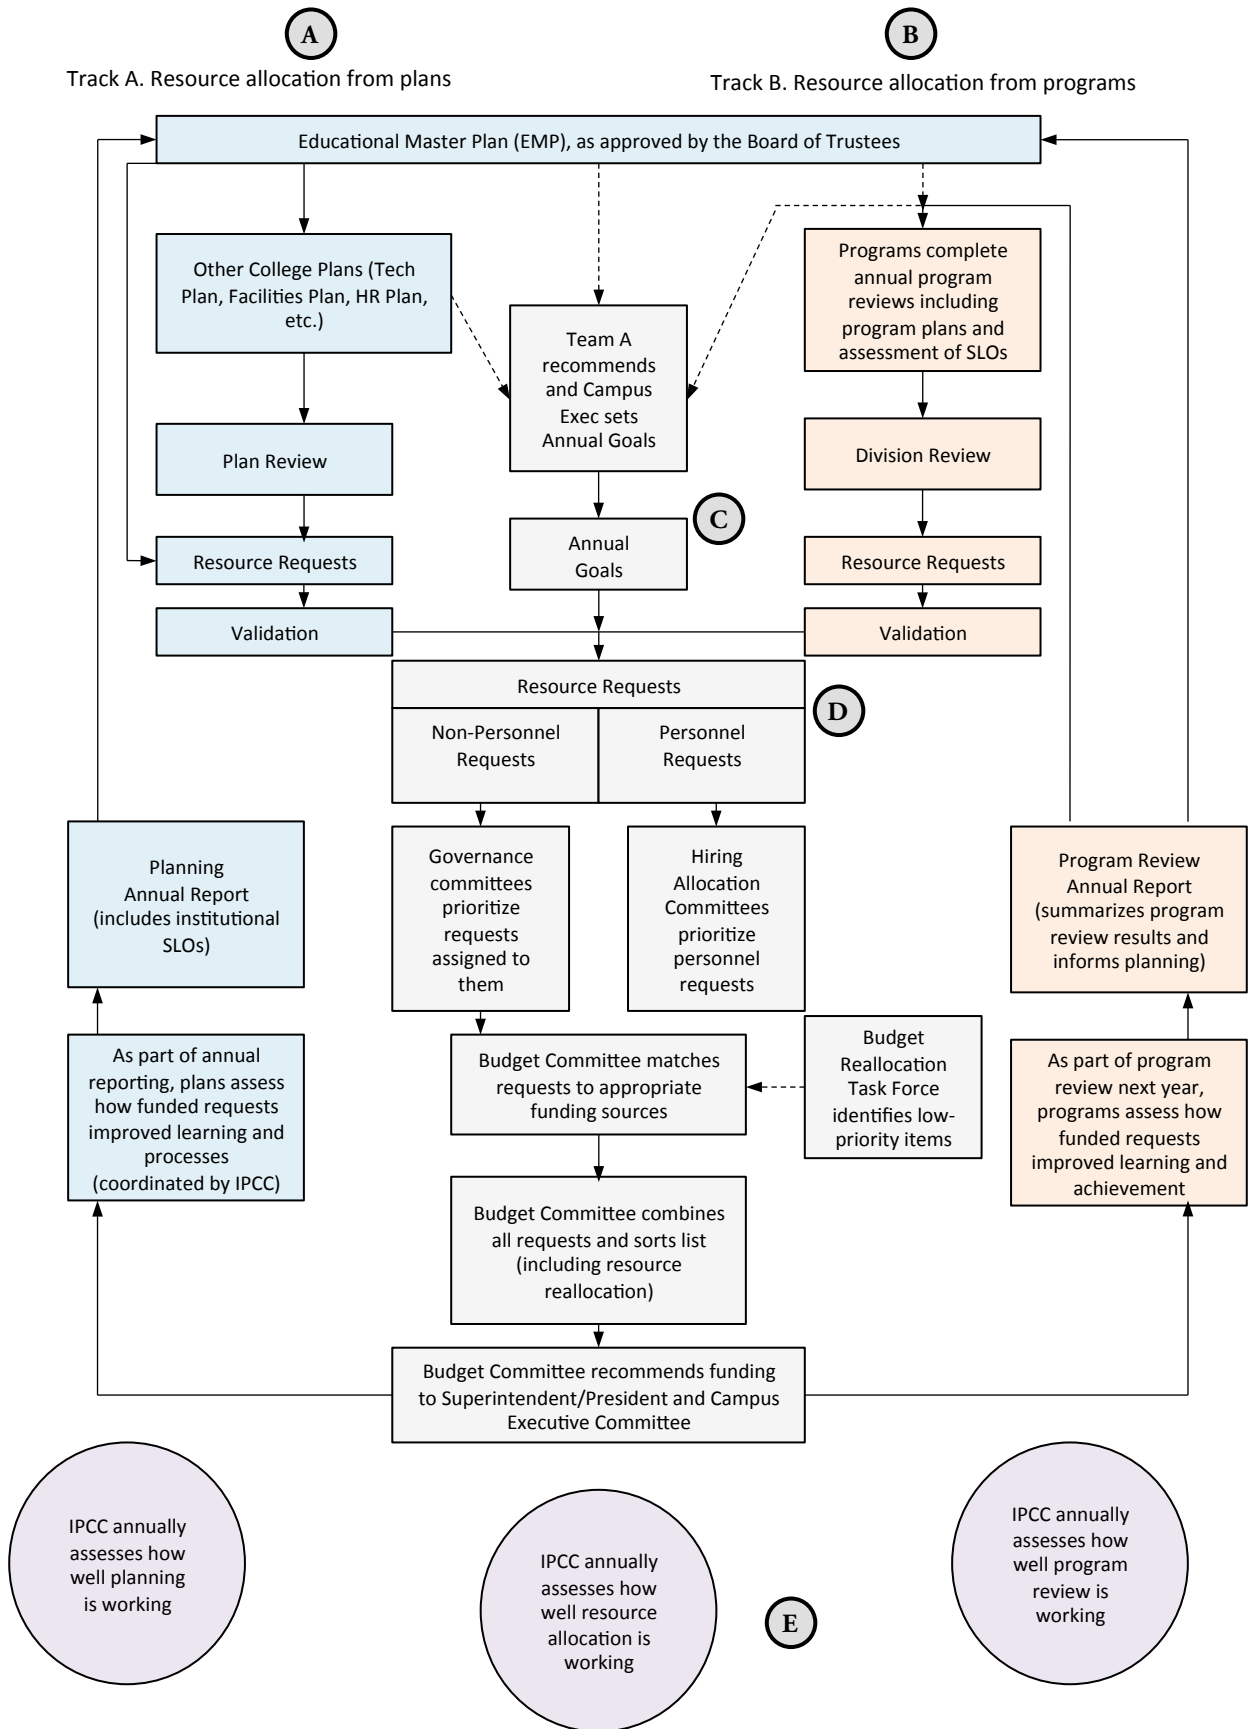 A
B
Track A. Resource allocation from plans
Track B. Resource allocation from programs
Educational Master Plan (EMP), as approved by the Board of Trustees
Other College Plans (Tech
Plan, Facilities Plan, HR Plan,
etc.)
Team A
recommends
and Campus
Exec sets
Annual Goals
Programs complete
annual program
reviews including
program plans and
assessment of SLOs
Plan Review
Division Review
C
Annual
Goals
Resource Requests
Resource Requests
Validation
Validation
Resource Requests
D
Non-Personnel
Requests
Personnel
Requests
Planning
Annual Report
(includes institutional
SLOs)
Governance
committees
prioritize
requests
assigned to
them
Hiring
Allocation
Committees
prioritize
personnel
requests
Program Review
Annual Report
(summarizes program
review results and
informs planning)
As part of annual
reporting, plans assess
how funded requests
improved learning and
processes
(coordinated by IPCC)
Budget Committee matches
requests to appropriate
funding sources
Budget
Reallocation
Task Force
identifies low-
priority items
As part of program
review next year,
programs assess how
funded requests
improved learning and
achievement
Budget Committee combines
all requests and sorts list
(including resource
reallocation)
Budget Committee recommends funding
to Superintendent/President and Campus
Executive Committee
IPCC annually
assesses how
well planning
is working
IPCC annually
assesses how
well resource
allocation is
working
E
IPCC annually
assesses how
well program
review is
working